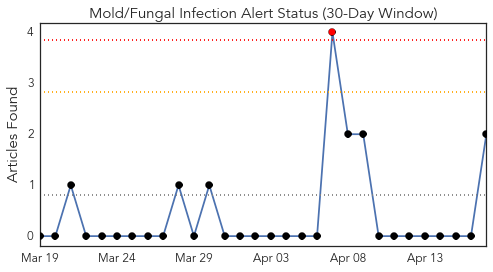 Mold/Fungal Infection Alert Status (30-Day Window)
Articles Found
4
3
2
1
0
Mar 19 Mar 24 Mar 29 Apr 03 Apr 08 Apr 13